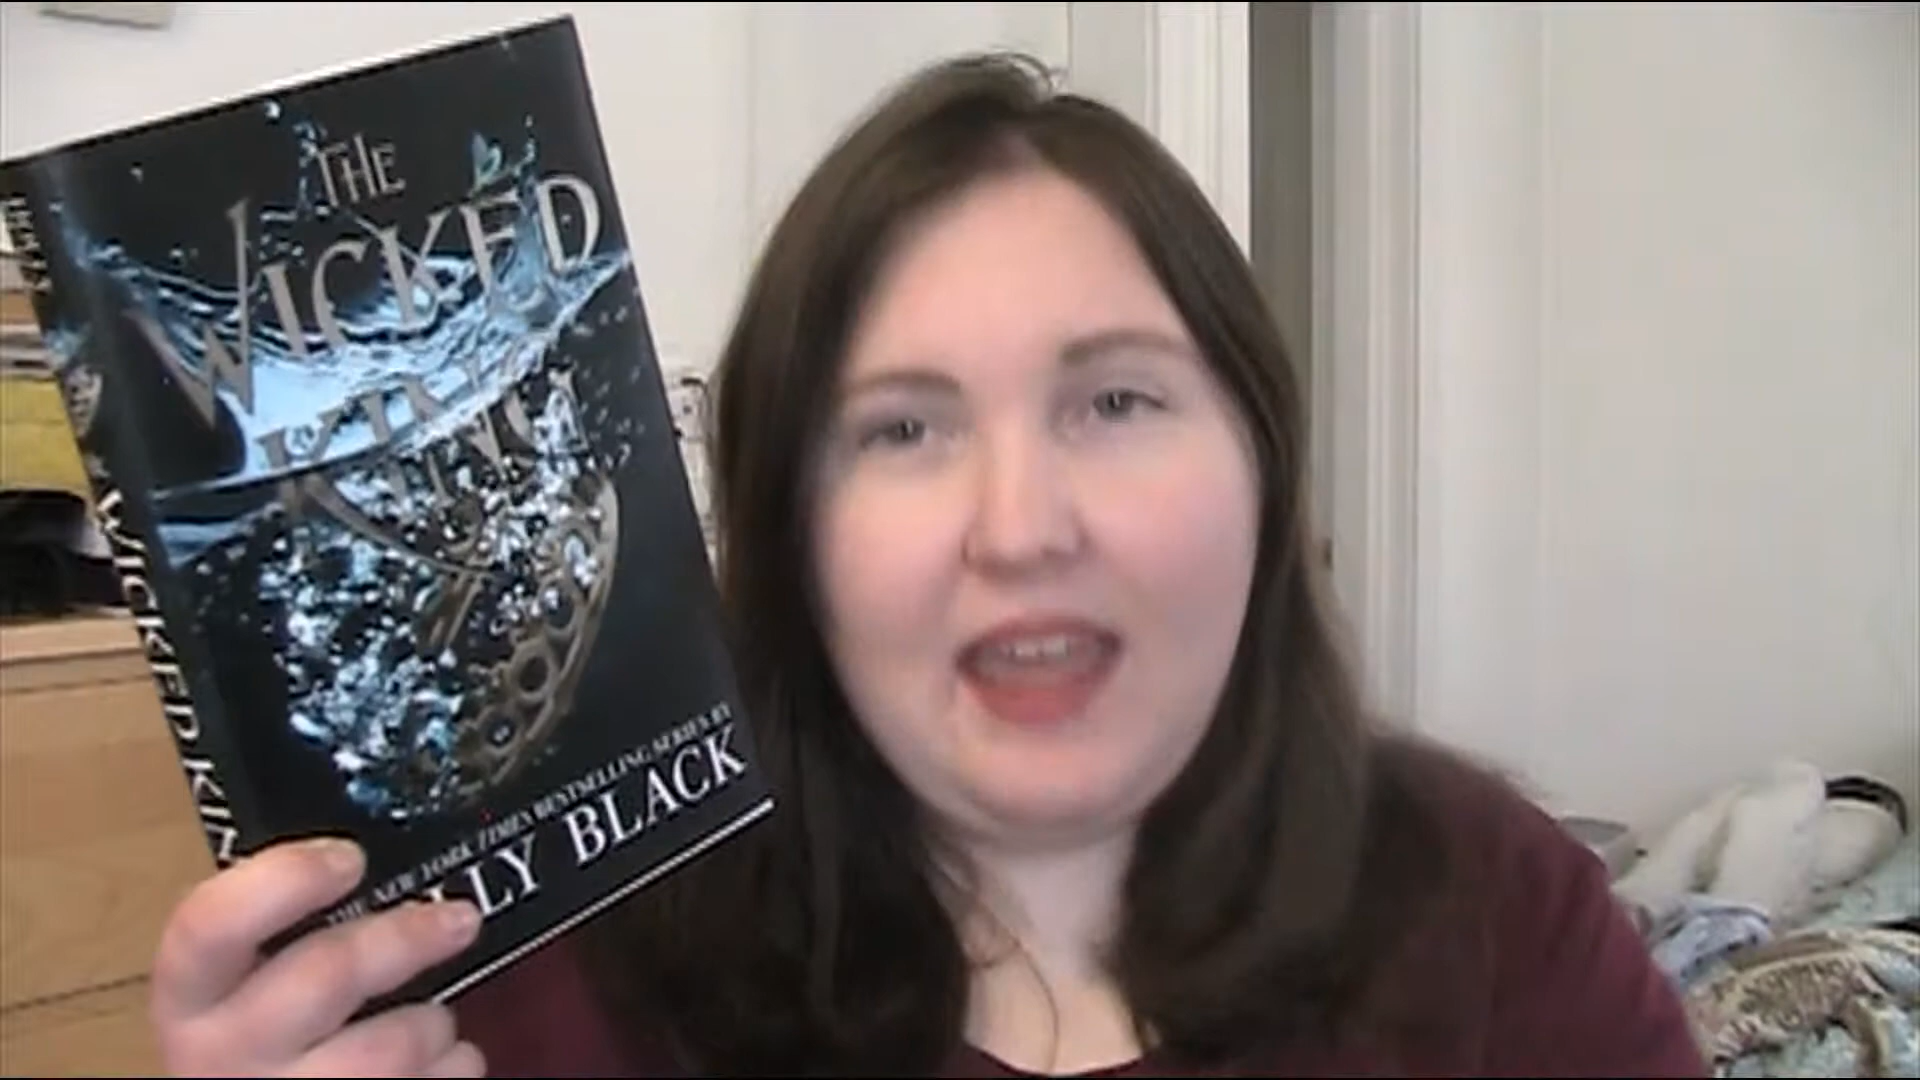 THE
WICKED
KING
THE NEW YORK TIMES BESTSELLING SERIES BY
LLY BLACK
WICKED KIN